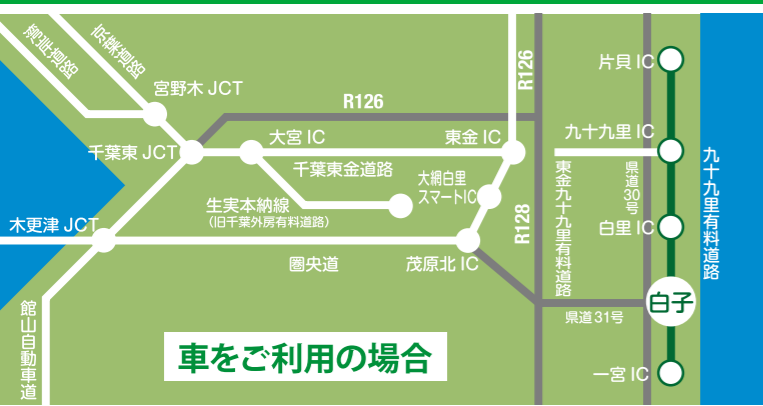 湾岸道路
京葉道路
宮野木 JCT
R126
片貝 IC
R126
千葉東 JCT
大宮 IC
東金 IC
九十九里 IC
千葉東金道路
大網白里
スマートIC
生実本納線
（旧千葉外房有料道路）
東金九十九里有料道路
県道30号
九十九里有料道路
木更津 JCT
R128
白里 IC
圏央道
茂原北 IC
白子
県道31号
館山自動車道
車をご利用の場合
一宮 IC